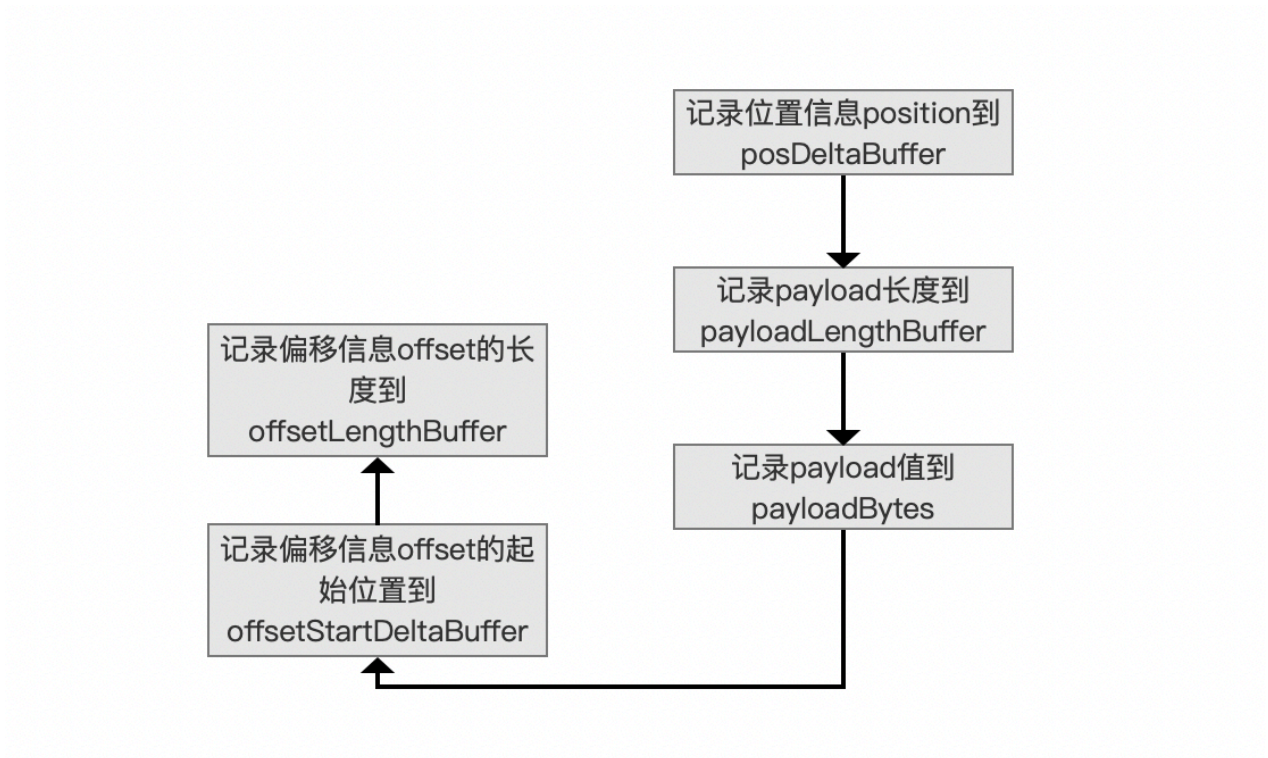 记录位置信息position到
posDeltaBuffer
记录payload长度到
payloadLengthBuffer
记录payload值到
payloadBytes
记录偏移信息offset的起
始位置到
offsetStartDeltaBuffer
记录偏移信息offset的长
度到
offsetLengthBuffer